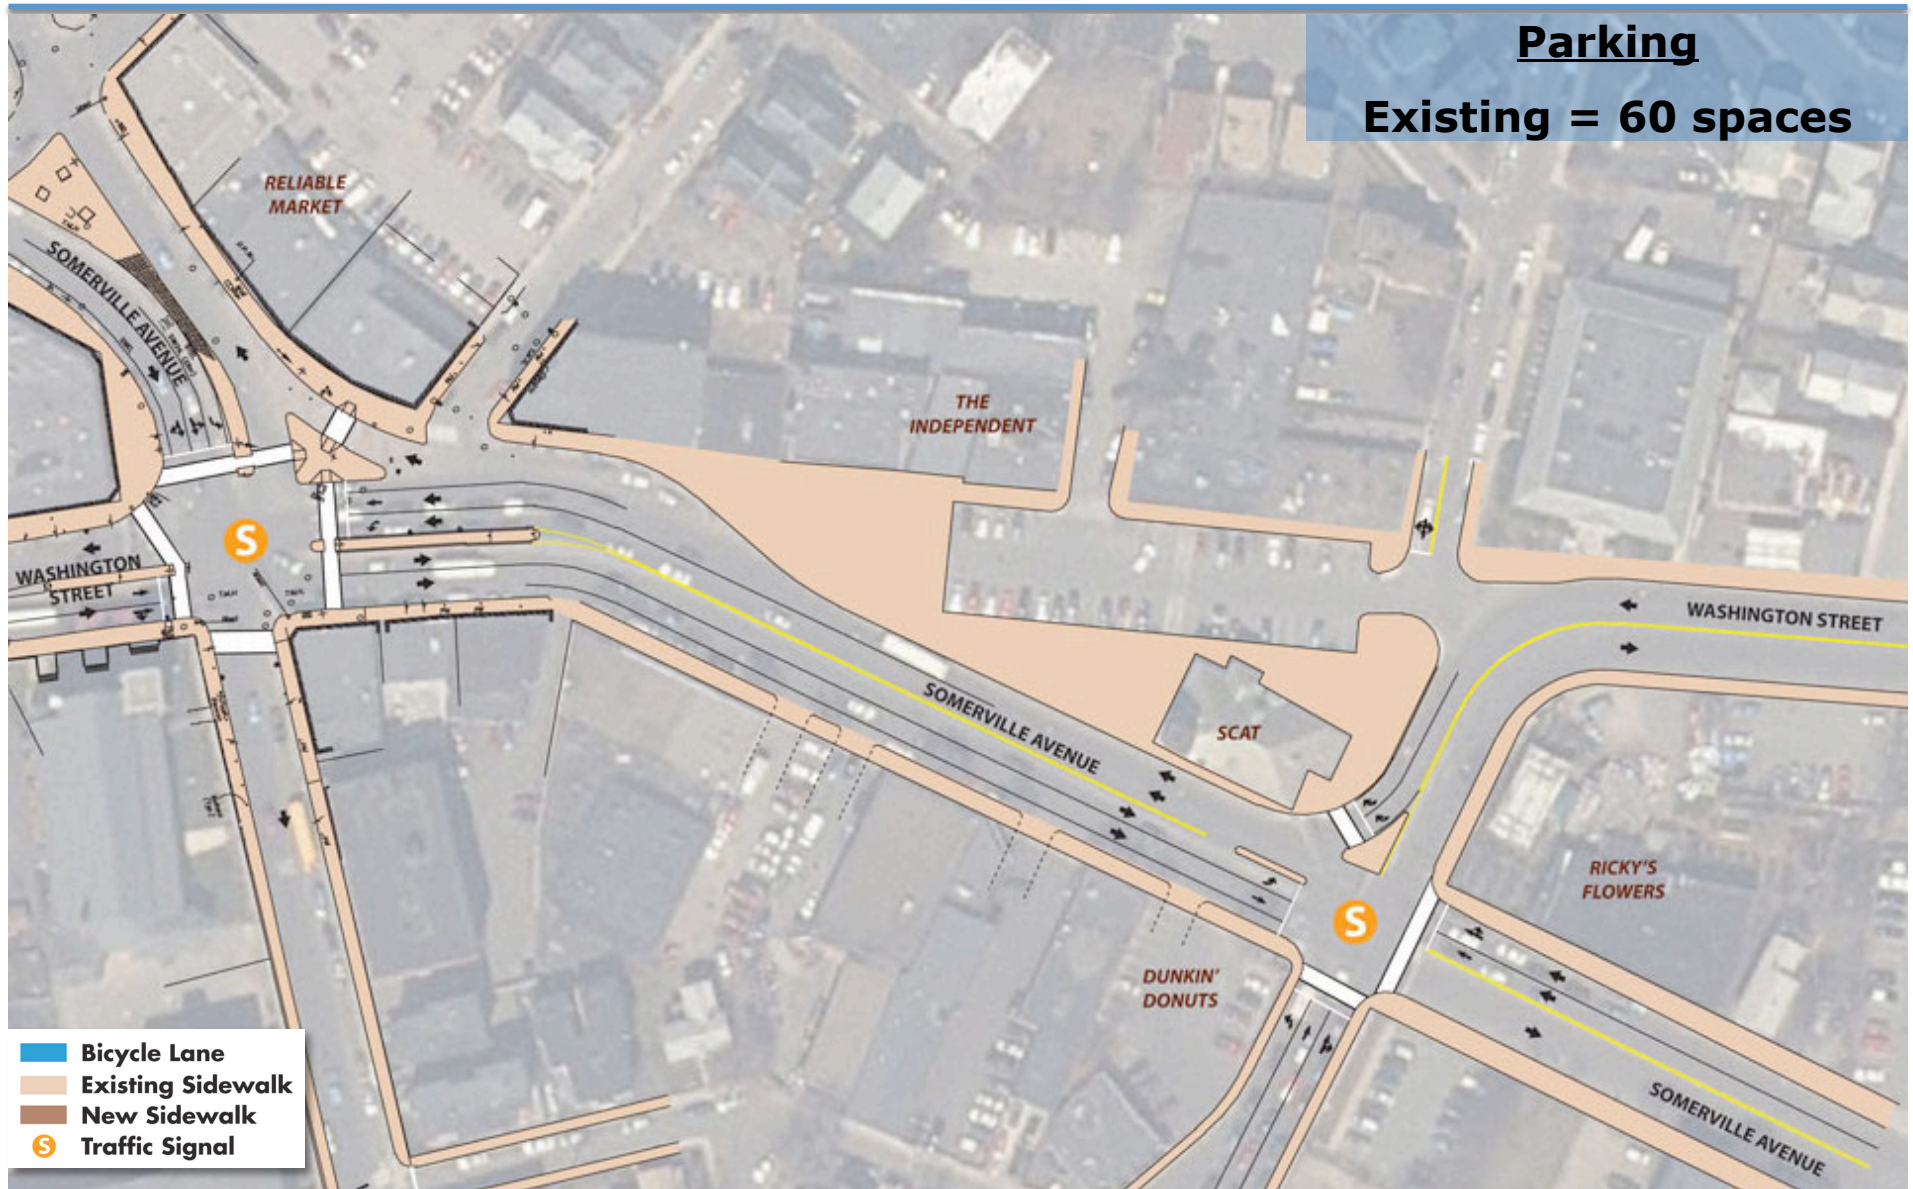 Parking
Existing = 60 spaces
RELIABLE
MARKET
SOMERVILLE AVENUE
THE
INDEPENDENT
S
WASHINGTON
STREET
WASHINGTON STREET
SOMERVILLE AVENUE
SCAT
RICKY'S
FLOWERS
S
DUNKIN'
DONUTS
SOMERVILLE AVENUE
Bicycle Lane
Existing Sidewalk
New Sidewalk
S Traffic Signal